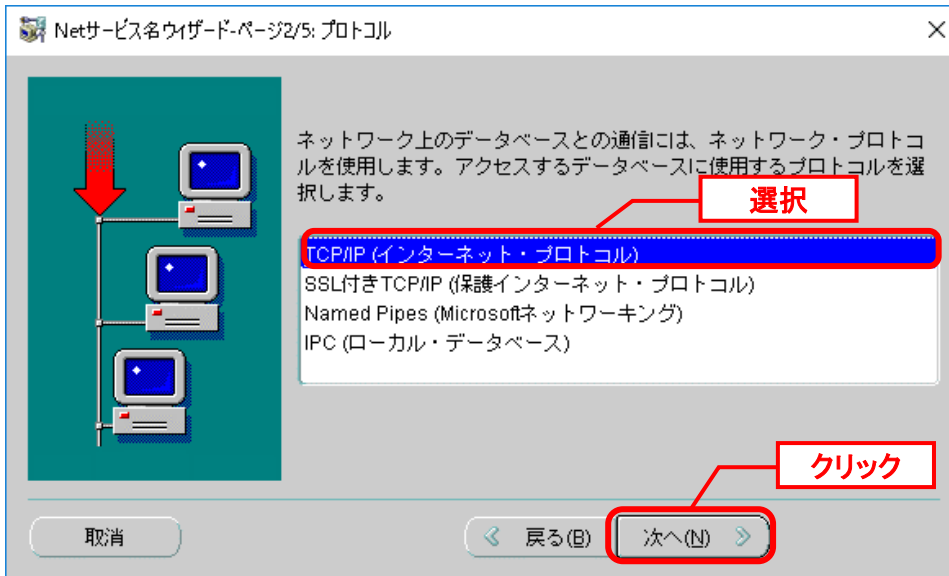 Netサービス名ウィザード-ページ2/5: プロトコル
ネットワーク上のデータベースとの通信には、ネットワーク・プロトコ
ルを使用します。アクセスするデータベースに使用するプロトコルを選
択します。
選択
TCP/IP (インターネット・プロトコル)
SSL付きTCP/IP (保護インターネット・プロトコル)
Named Pipes (Microsoftネットワーキング)
IPC (ローカル・データベース)
クリック
取消
戻る(B)
次へ(N)